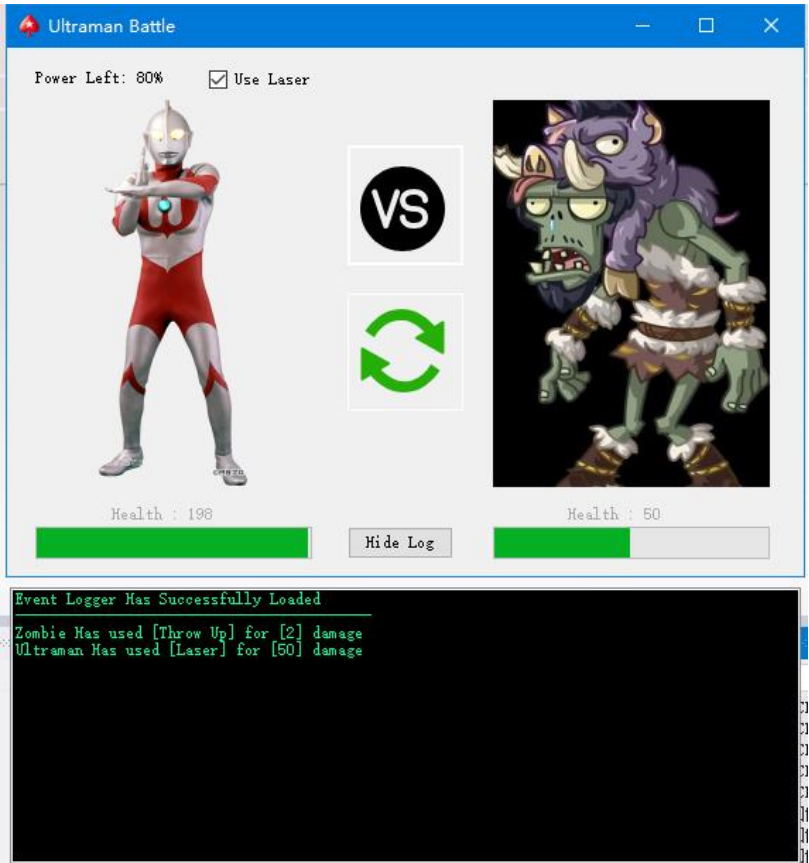 Ultraman Battle
Power Left: 80%
Use Laser
VS
Health : 198
Health : 50
Hide Log
Event Logger Has Successfully Loaded
Zombie Has used [Throw Up] for [2] damage
Ultraman Has used [Laser] for [50] damage